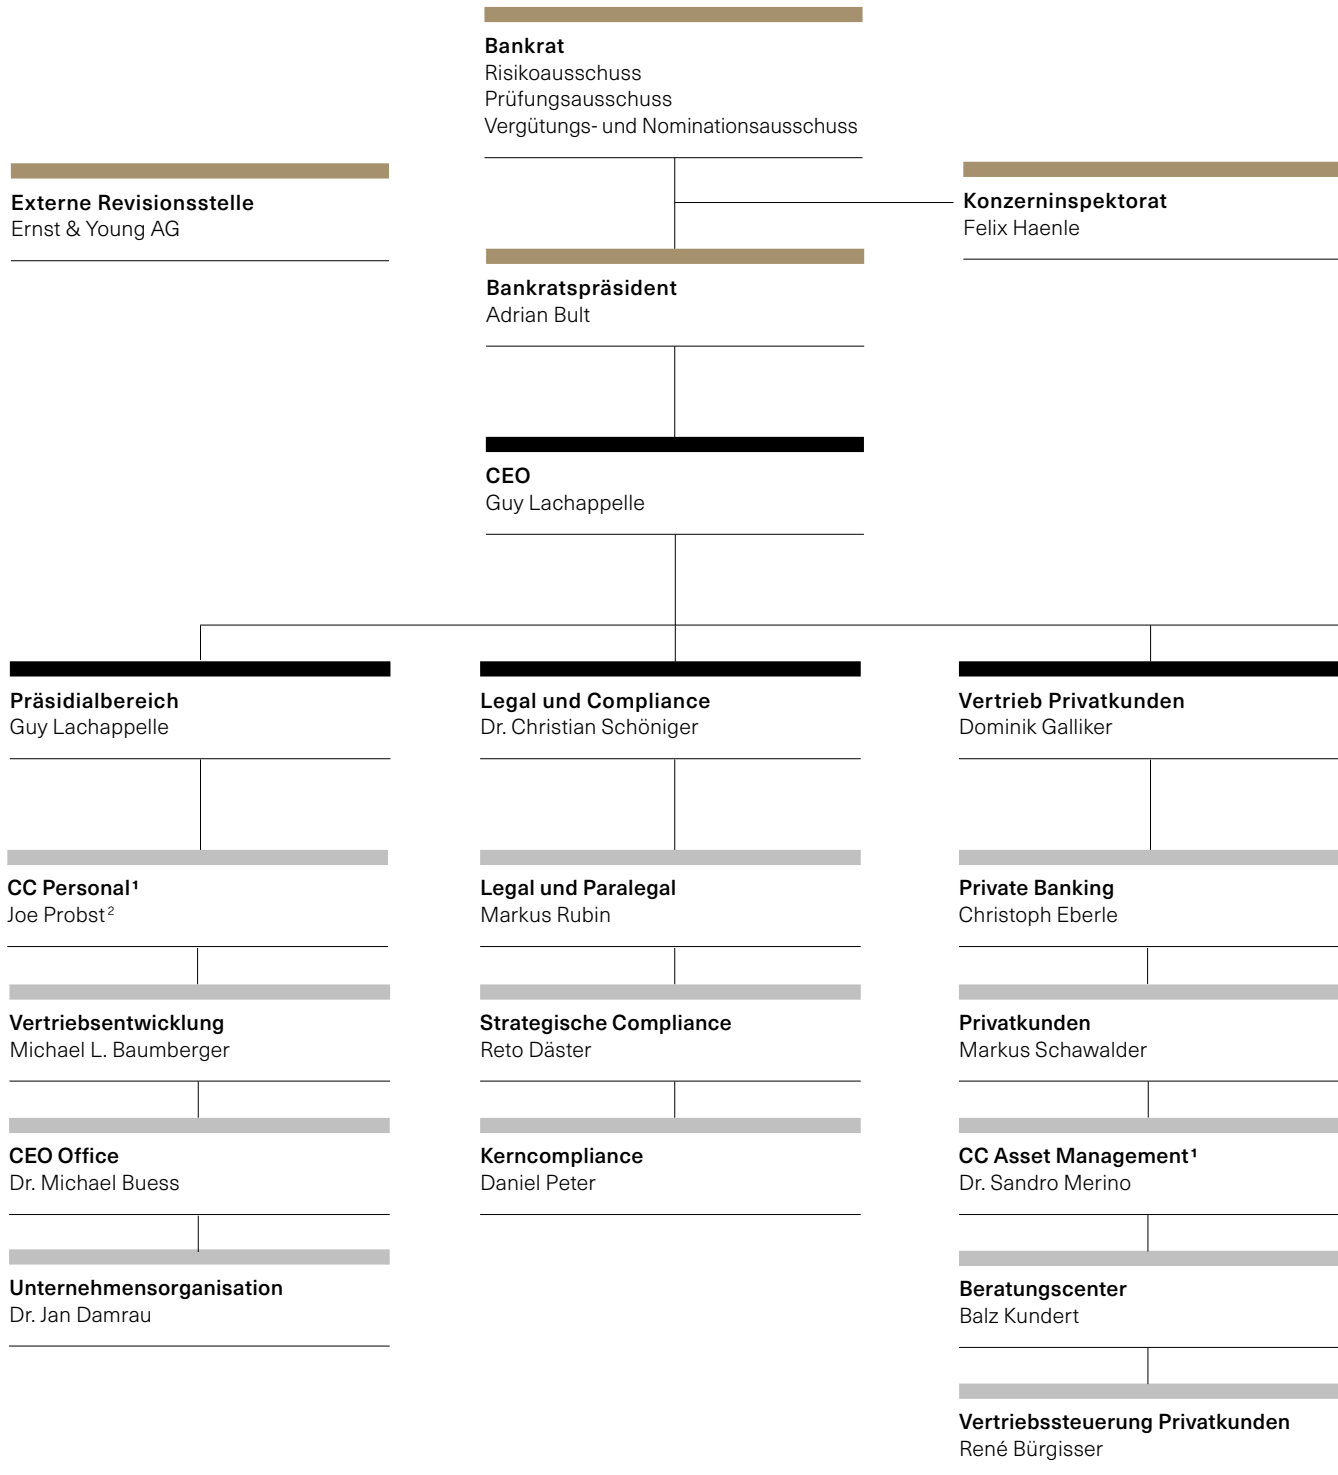 Bankrat
Risikoausschuss
Prüfungsausschuss
Vergütungs- und Nominationsausschuss
Externe Revisionsstelle
Ernst & Young AG
Konzerninspektorat
Felix Haenle
Bankratspräsident
Adrian Bult
CEO
Guy Lachappelle
Präsidialbereich
Guy Lachappelle
CC Personal¹
Joe Probst²
Vertriebsentwicklung
Michael L. Baumberger
CEO Office
Dr. Michael Buess
Unternehmensorganisation
Dr. Jan Damrau
Legal und Compliance
Dr. Christian Schöniger
Legal und Paralegal
Markus Rubin
Strategische Compliance
Reto Däster
Kerncompliance
Daniel Peter
Vertrieb Privatkunden
Dominik Galliker
Private Banking
Christoph Eberle
Privatkunden
Markus Schawalder
CC Asset Management¹
Dr. Sandro Merino
Beratungscenter
Balz Kundert
Vertriebssteuerung Privatkunden
René Bürgisser